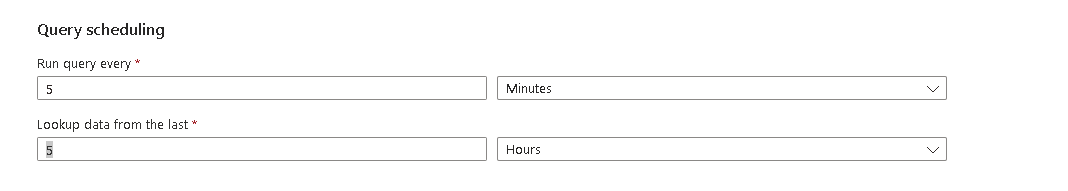 Query scheduling
Run query every *
5 Minutes
Lookup data from the last *
5 Hours